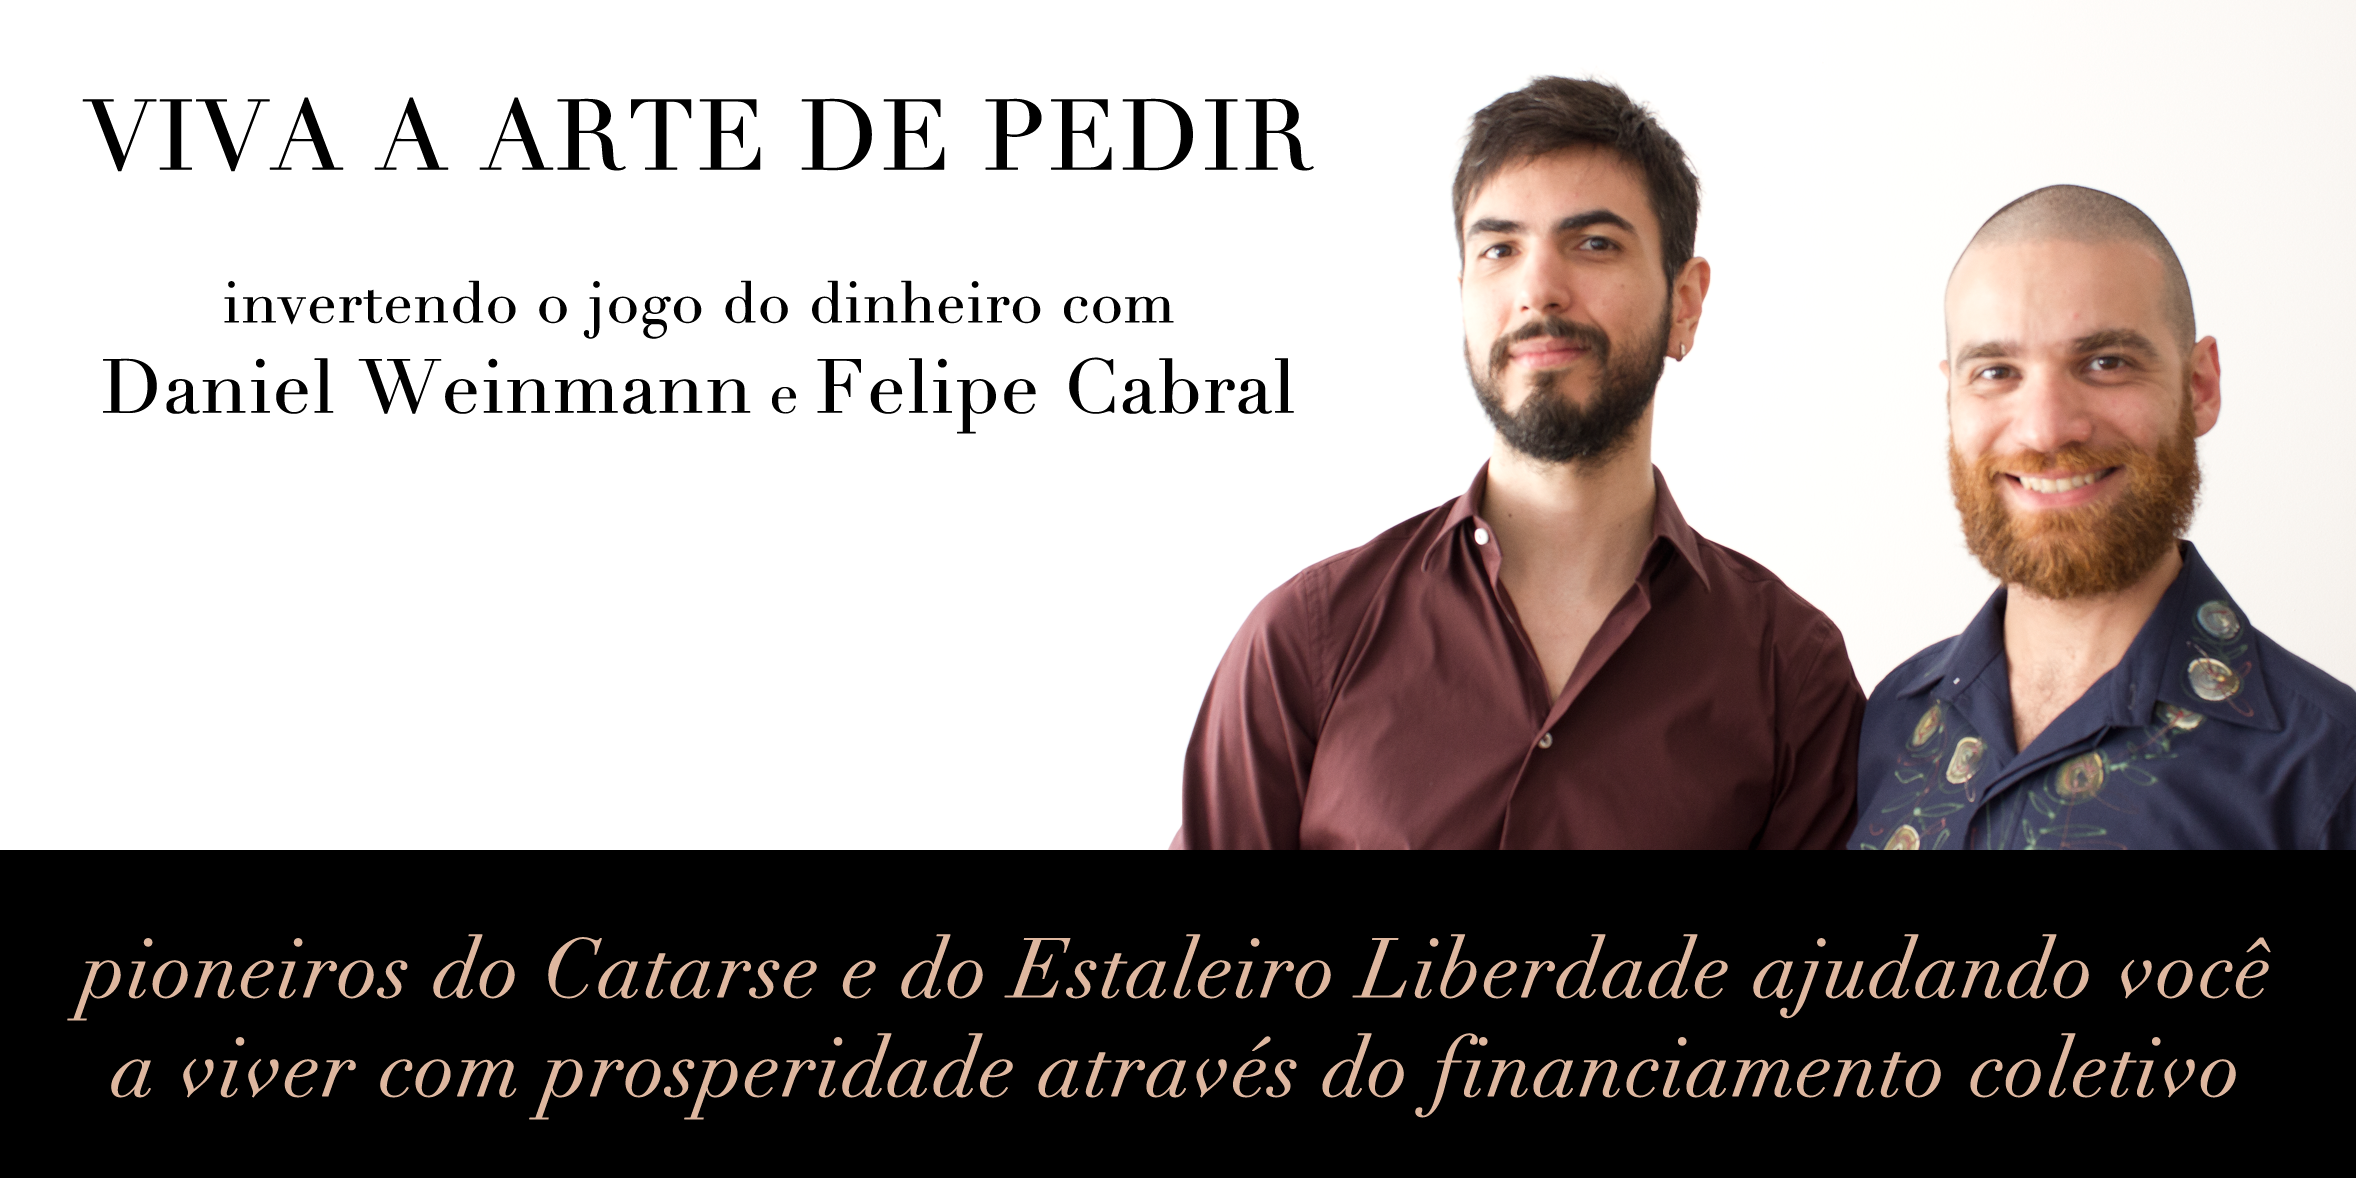 VIVA A ARTE DE PEDIR
invertendo o jogo do dinheiro com
Daniel Weinmann e Felipe Cabral
pioneiros do Catarse e do Estaleiro Liberdade ajudando você
a viver com prosperidade através do financiamento coletivo